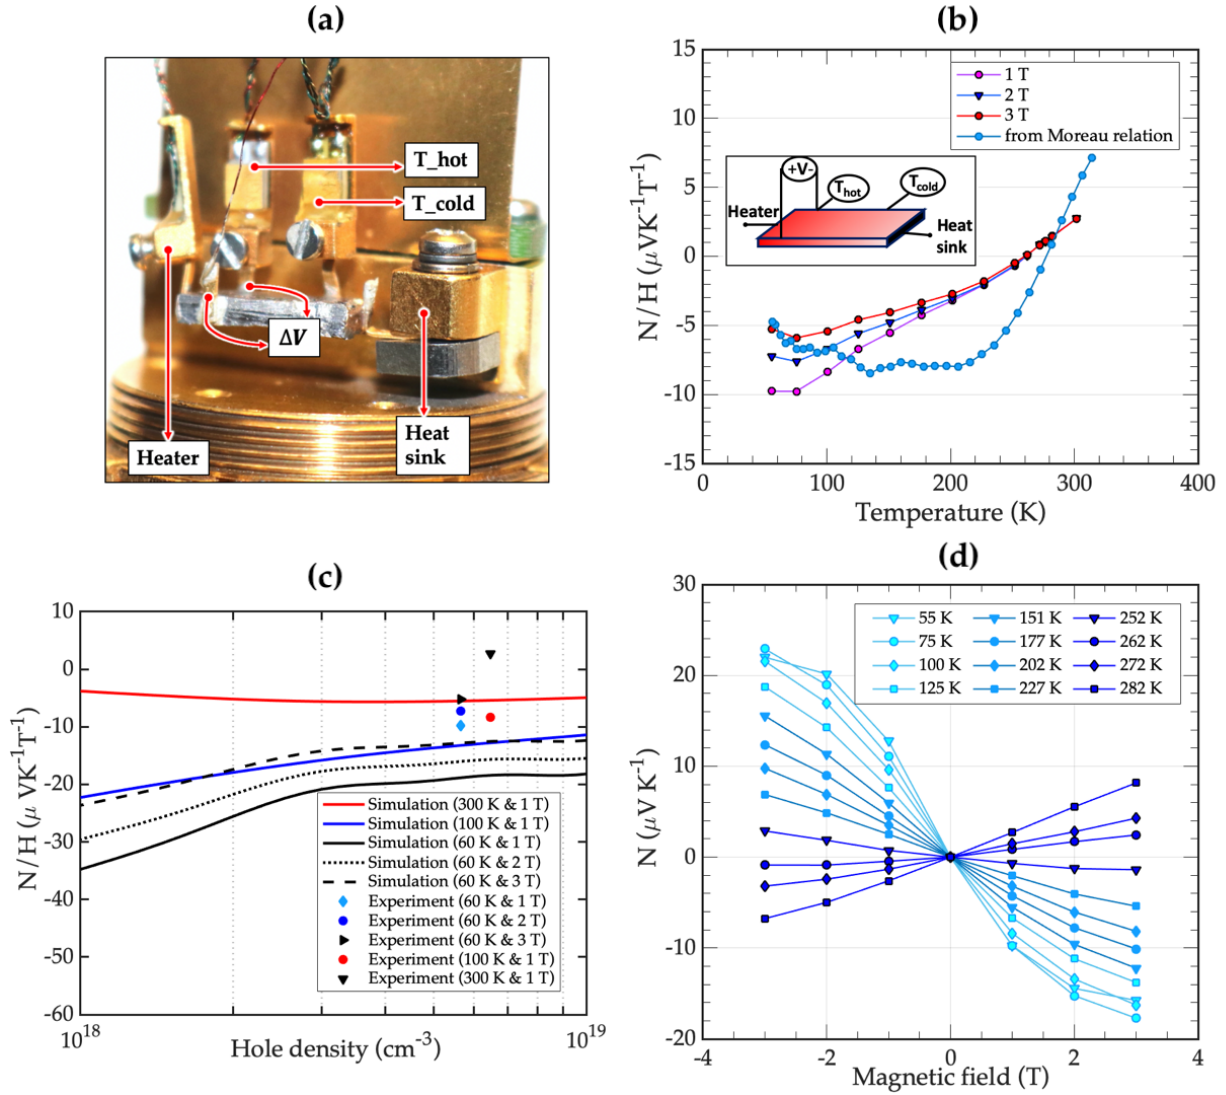 (a)
T_hot
T_cold
ΔV
Heater
Heat
sink
(b)
15
10
5
0
-5
-10
-15
N/H (μVK⁻¹T⁻¹)
1 T
2 T
3 T
from Moreau relation
+V-
T_hot
T_cold
Heater
Heat
sink
0
100
200
300
400
Temperature (K)
(c)
10
0
-10
-20
-30
-40
-50
-60
N/H (μ VK⁻¹T⁻¹)
Simulation (300 K & 1 T)
Simulation (100 K & 1 T)
Simulation (60 K & 1 T)
Simulation (60 K & 2 T)
Simulation (60 K & 3 T)
Experiment (60 K & 1 T)
Experiment (60 K & 2 T)
Experiment (60 K & 3 T)
Experiment (100 K & 1 T)
Experiment (300 K & 1 T)
10¹⁸
10¹⁹
Hole density (cm⁻³)
(d)
30
20
10
0
-10
-20
N (μV K⁻¹)
55 K 151 K 252 K
75 K 177 K 262 K
100 K 202 K 272 K
125 K 227 K 282 K
-4
-2
0
2
4
Magnetic field (T)